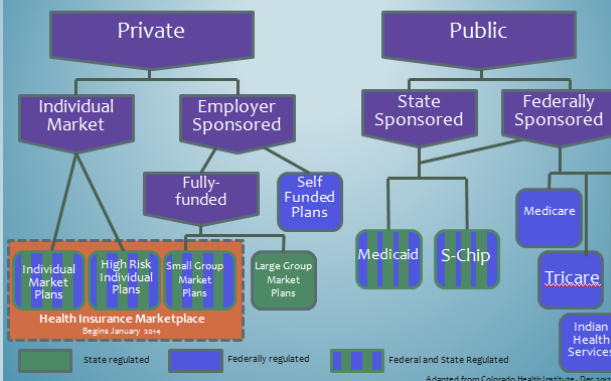 Private
Public
Individual
Market
Employer
Sponsored
State
Sponsored
Federally
Sponsored
Fully-
funded
Self
Funded
Plans
Medicare
Individual
Market
Plans
High Risk
Individual
Plans
Small Group
Market
Plans
Large Group
Market
Plans
Medicaid
S-Chip
Tricare
Health Insurance Marketplace
Begins January 2014
Indian
Health
Services
State regulated
Federally regulated
Federal and State Regulated
Adapted from Colorado Health Institute - Dec